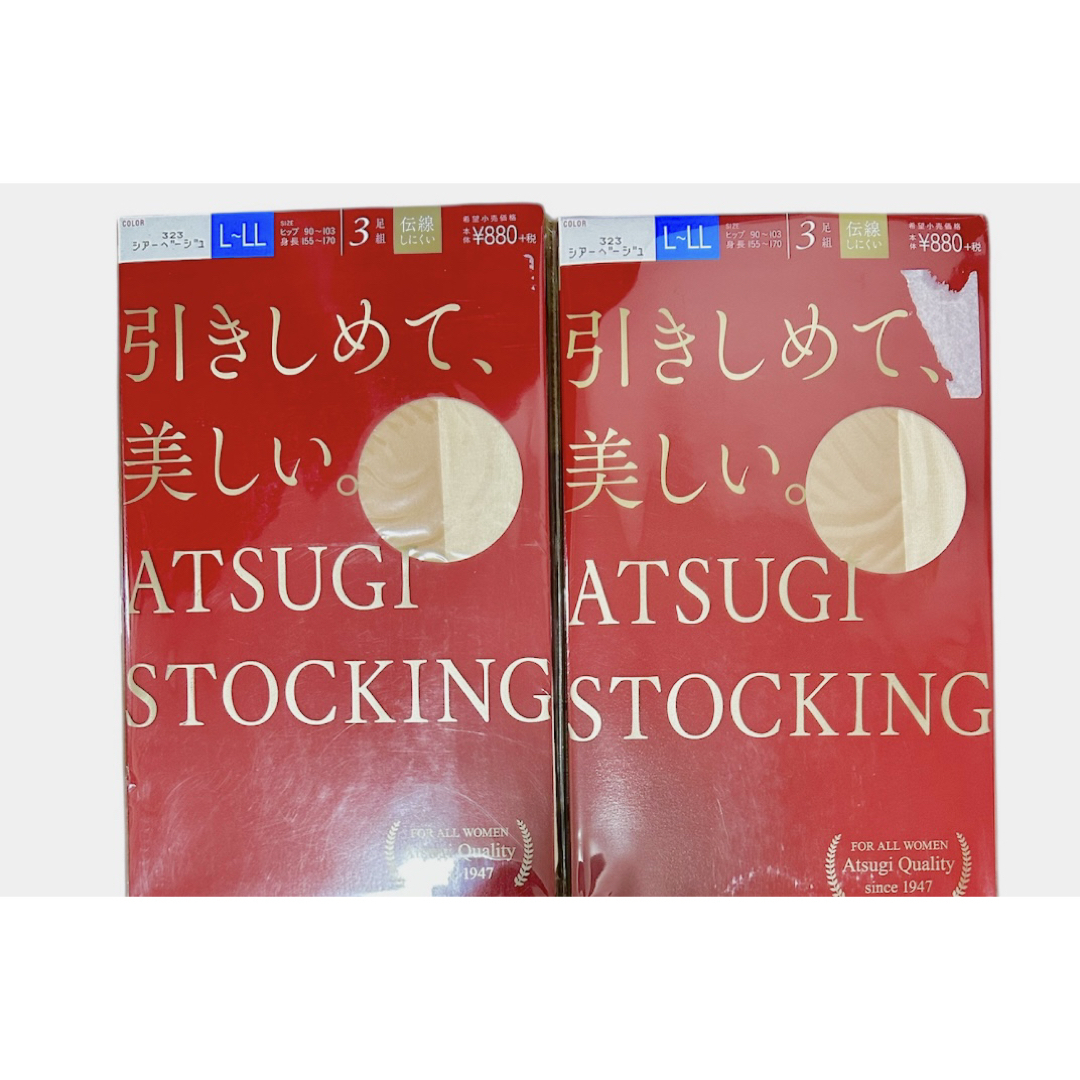 COLOR
323
シアーベージュ
L~LL
SIZE
ヒップ 90~103
身長 155~170
3足組
伝線
しにくい
希望小売価格
本体 ¥880+税
引きしめて、
美しい。
ATSUGI
STOCKING
FOR ALL WOMEN
Atsugi Quality
1947
COLOR
323
シアーベージュ
L~LL
SIZE
ヒップ 90~103
身長 155~170
3足組
伝線
しにくい
希望小売価格
本体 ¥880+税
引きしめて、
美しい。
ATSUGI
STOCKING
FOR ALL WOMEN
Atsugi Quality
since 1947